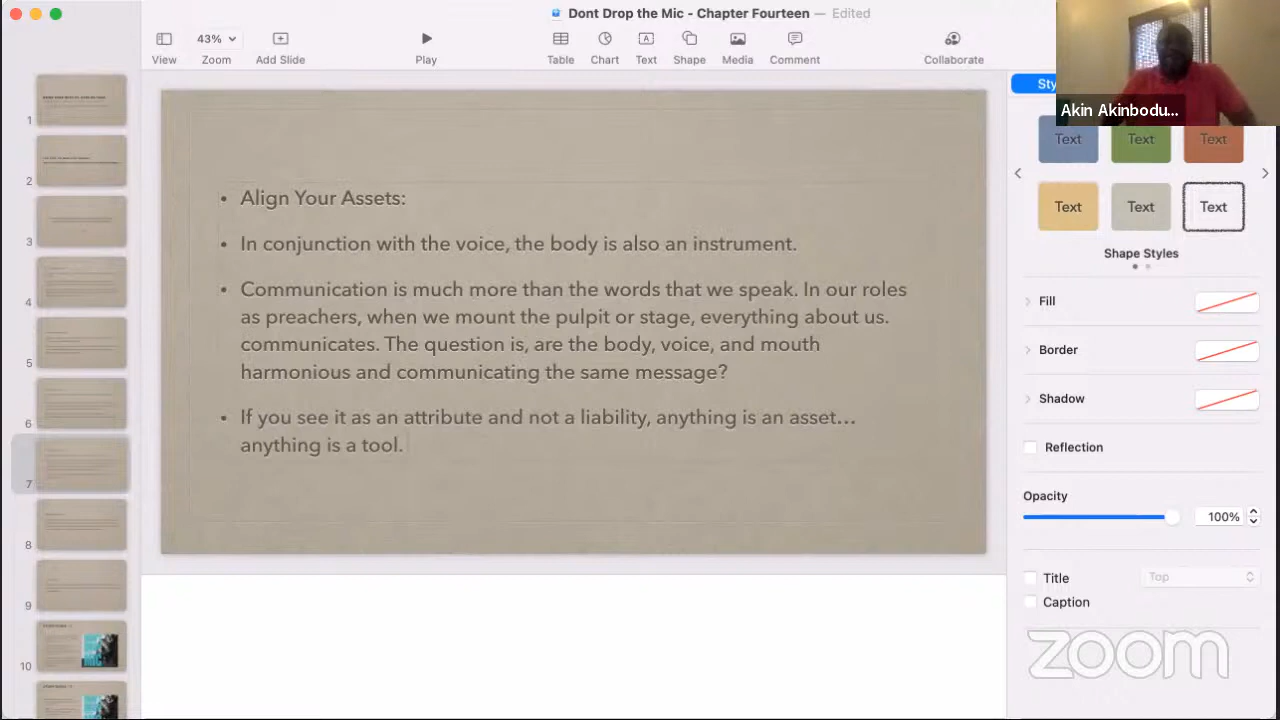 Dont Drop the Mic - Chapter Fourteen — Edited
43%
View
Zoom
Add Slide
Play
Table
Chart
Text
Shape
Media
Comment
Collaborate
Sty
Akin Akinbodu...
1
2
3
4
5
6
7
8
9
10
• Align Your Assets:
• In conjunction with the voice, the body is also an instrument.
• Communication is much more than the words that we speak. In our roles
as preachers, when we mount the pulpit or stage, everything about us.
communicates. The question is, are the body, voice, and mouth
harmonious and communicating the same message?
• If you see it as an attribute and not a liability, anything is an asset...
anything is a tool.
Text
Text
Text
Text
Text
Text
Shape Styles
Fill
Border
Shadow
Reflection
Opacity
100%
Title
Top
Caption
zoom